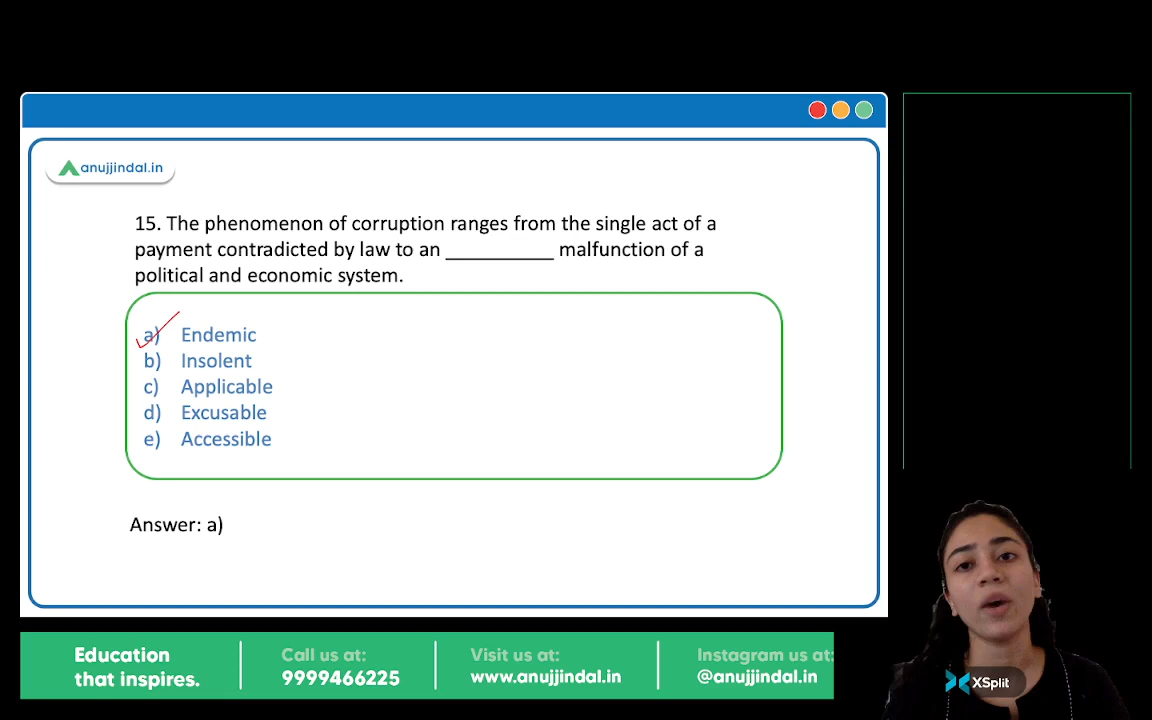 anujjindal.in
15. The phenomenon of corruption ranges from the single act of a
payment contradicted by law to an __________ malfunction of a
political and economic system.
a) Endemic
b) Insolent
c) Applicable
d) Excusable
e) Accessible
Answer: a)
Education
that inspires.
Call us at:
9999466225
Visit us at:
www.anujjindal.in
Instagram us at:
@anujjindal.in
XSplit